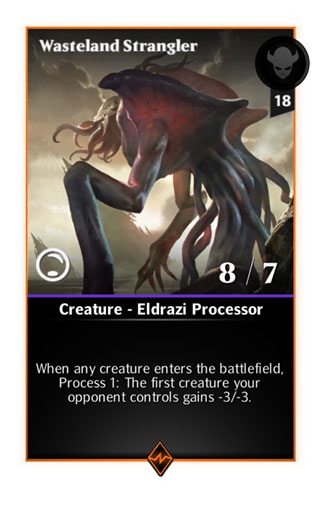 Wasteland Strangler
18
8 / 7
Creature - Eldrazi Processor
When any creature enters the battlefield,
Process 1: The first creature your
opponent controls gains -3/-3.